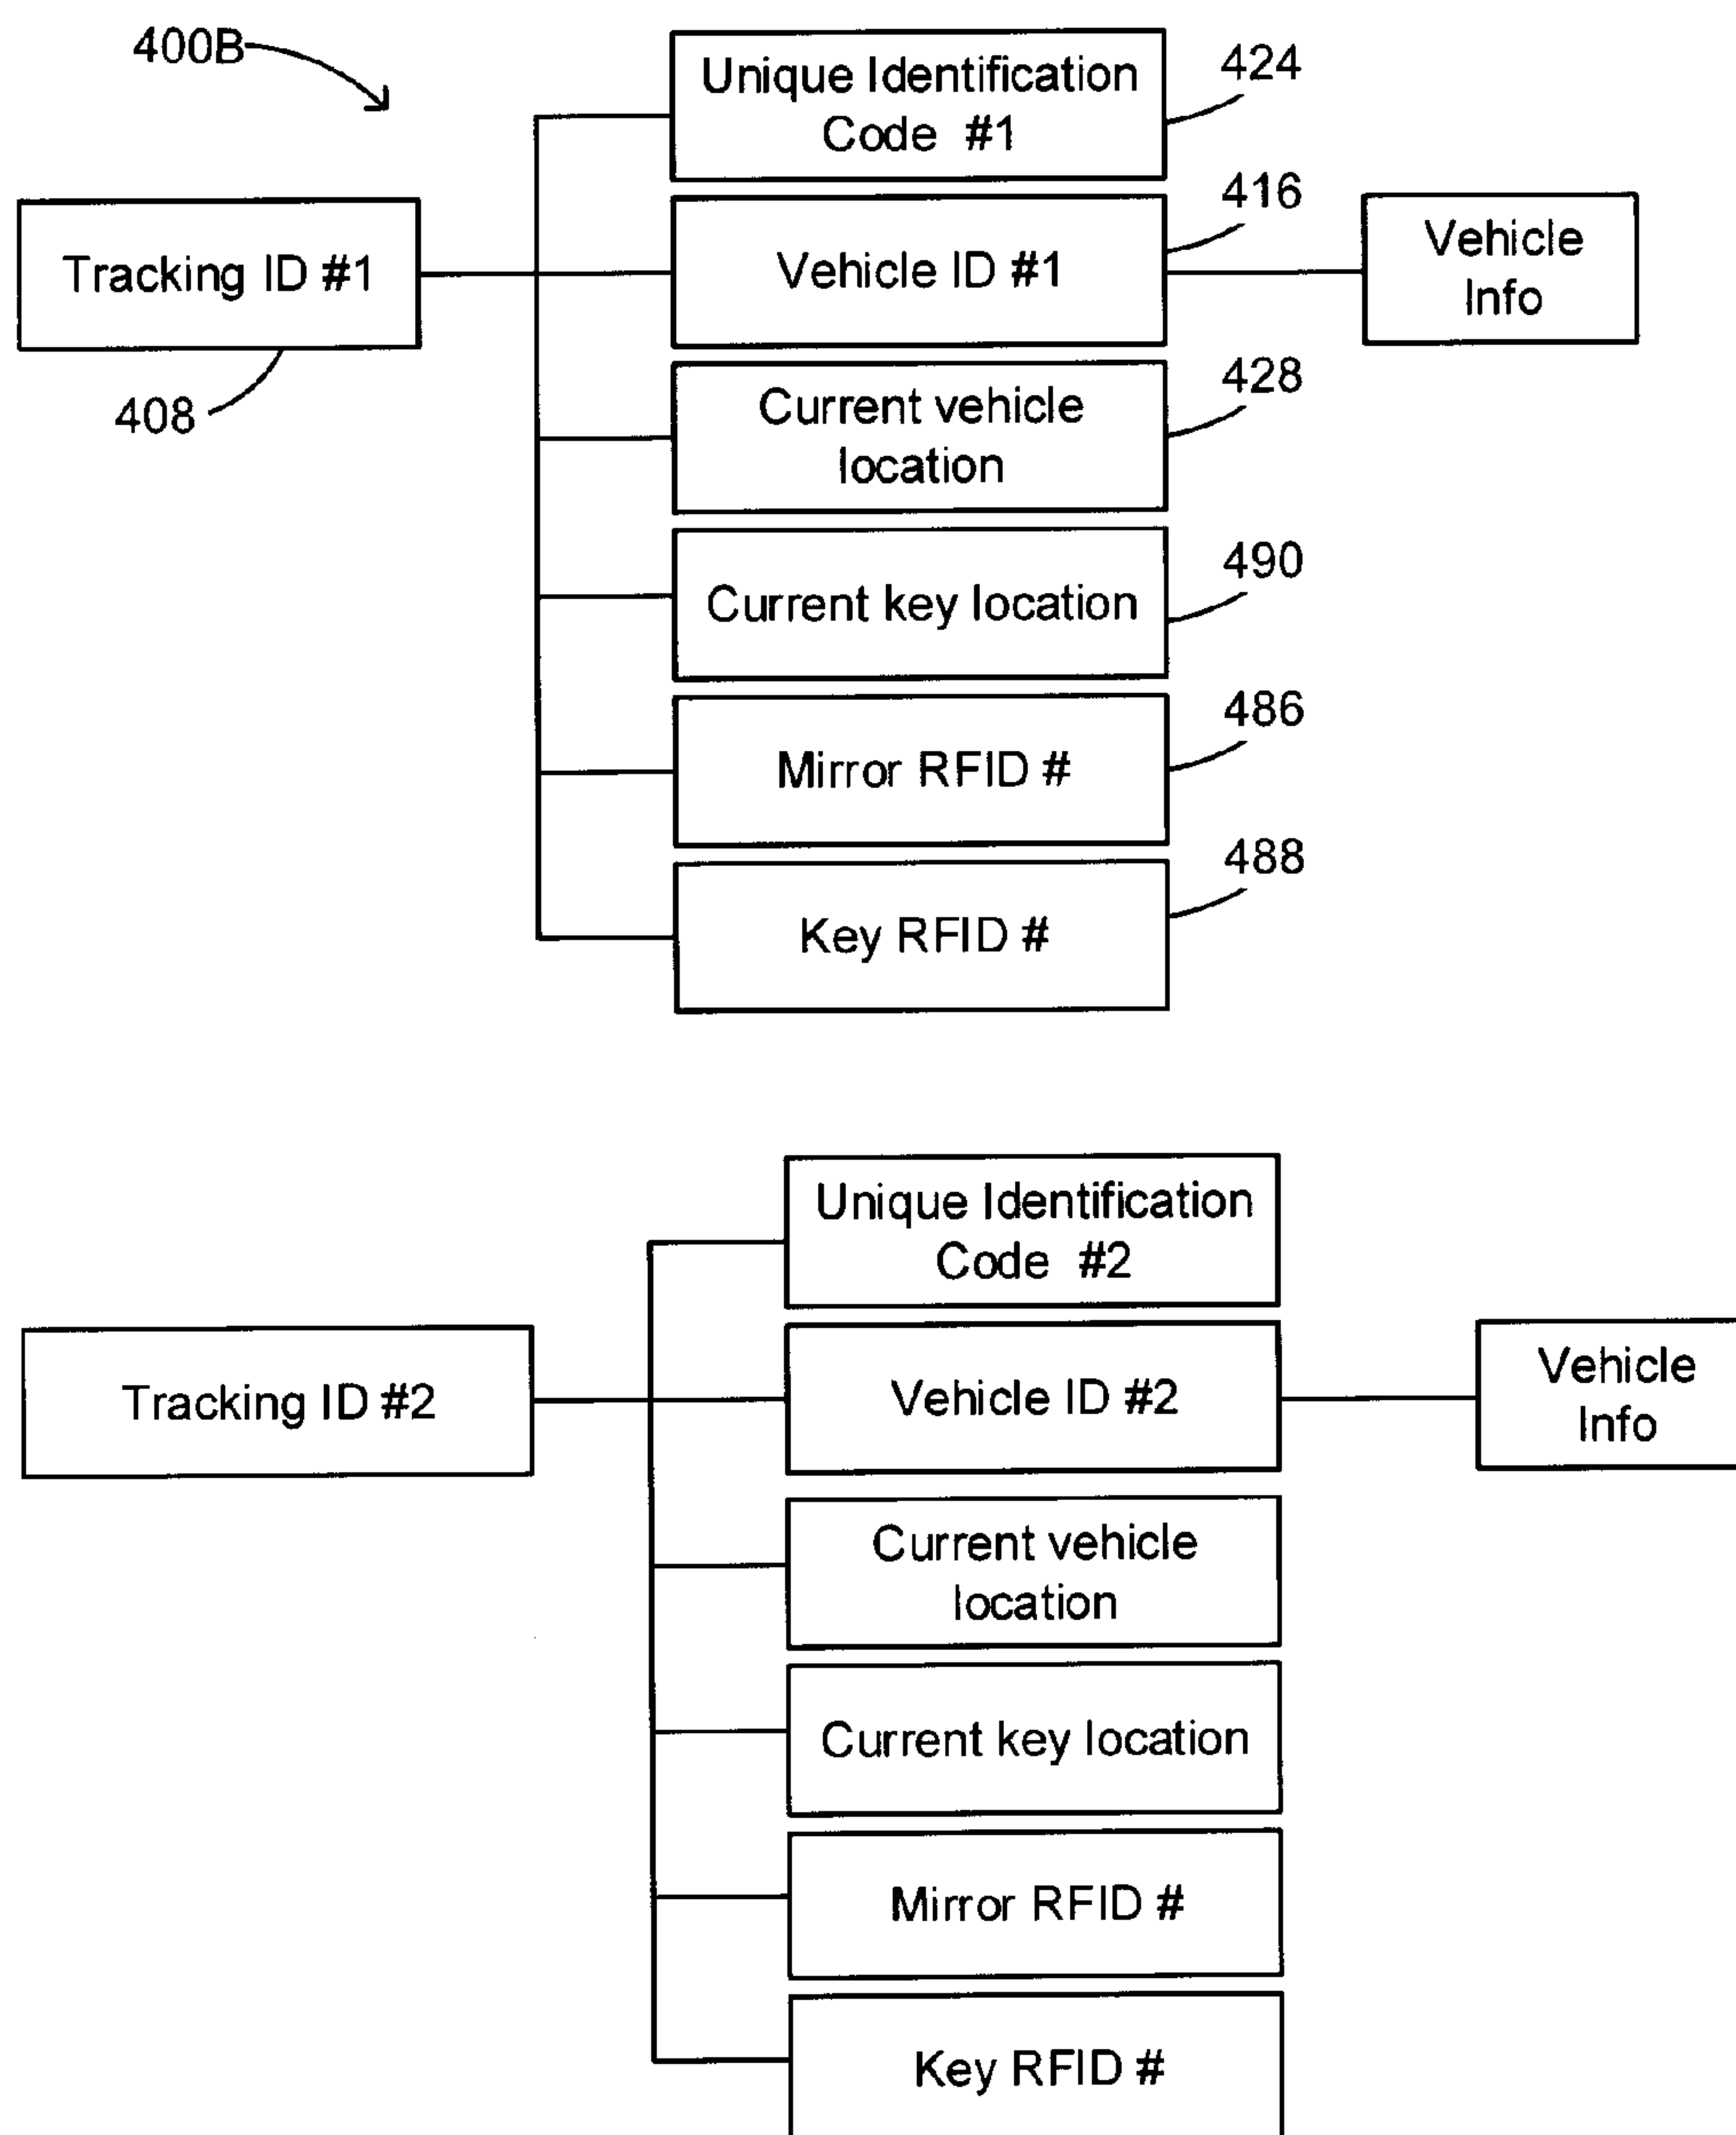 400B
Unique Identification
Code #1
424
Tracking ID #1
408
Vehicle ID #1
416
Vehicle
Info
Current vehicle
location
428
Current key location
490
Mirror RFID #
486
Key RFID #
488
Unique Identification
Code #2
Tracking ID #2
Vehicle ID #2
Vehicle
Info
Current vehicle
location
Current key location
Mirror RFID #
Key RFID #